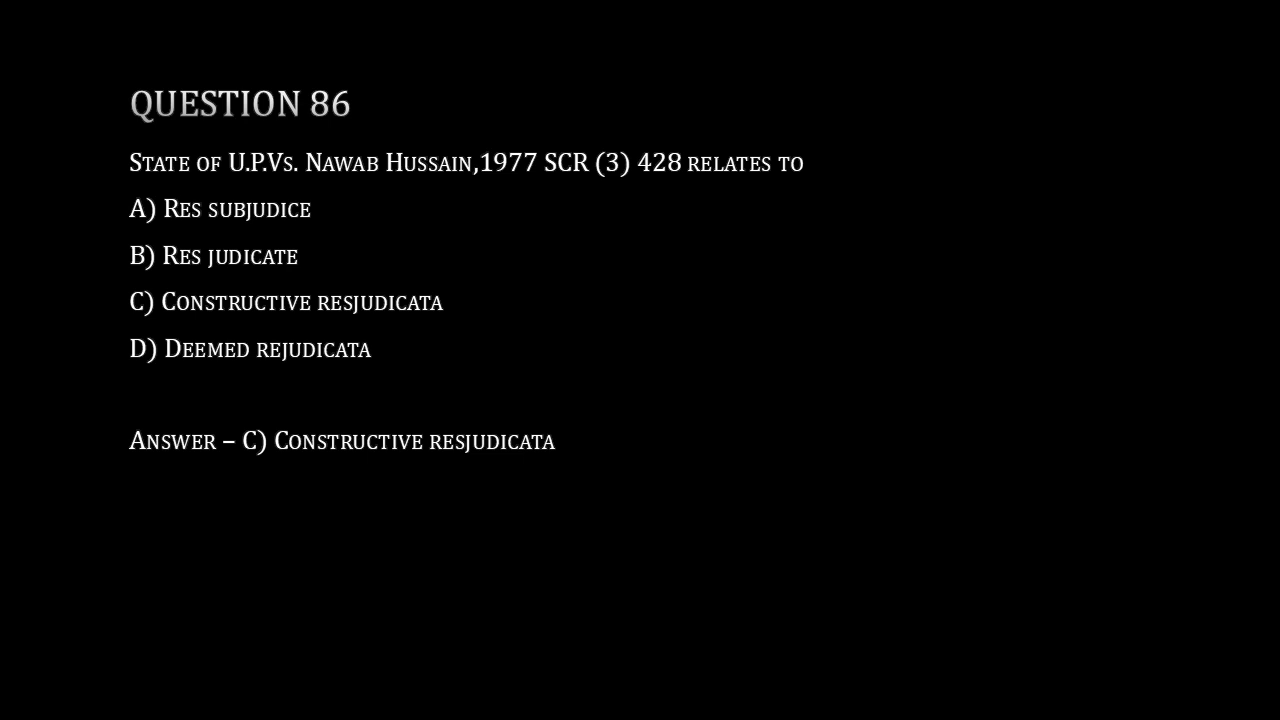 QUESTION 86
State of U.P.Vs. Nawab Hussain,1977 SCR (3) 428 relates to
A) Res subjudice
B) Res judicate
C) Constructive resjudicata
D) Deemed rejudicata
Answer – C) Constructive resjudicata